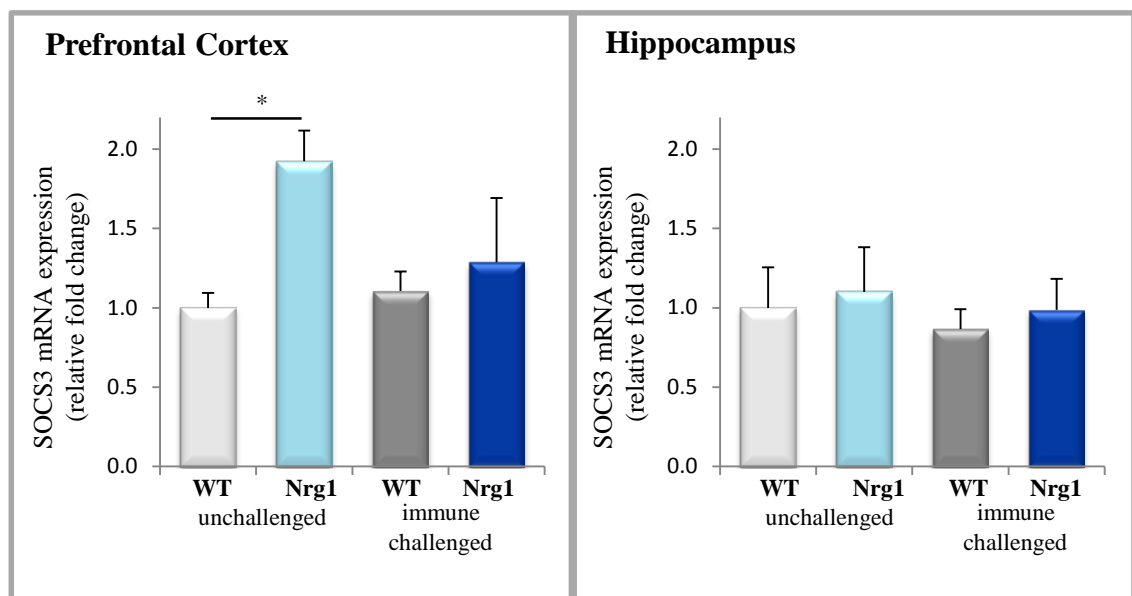 Prefrontal Cortex
*
SOCS3 mRNA expression
(relative fold change)
2.0
1.5
1.0
0.5
0.0
WT Nrg1 WT Nrg1
unchallenged immune
challenged
Hippocampus
SOCS3 mRNA expression
(relative fold change)
2.0
1.5
1.0
0.5
0.0
WT Nrg1 WT Nrg1
unchallenged immune
challenged